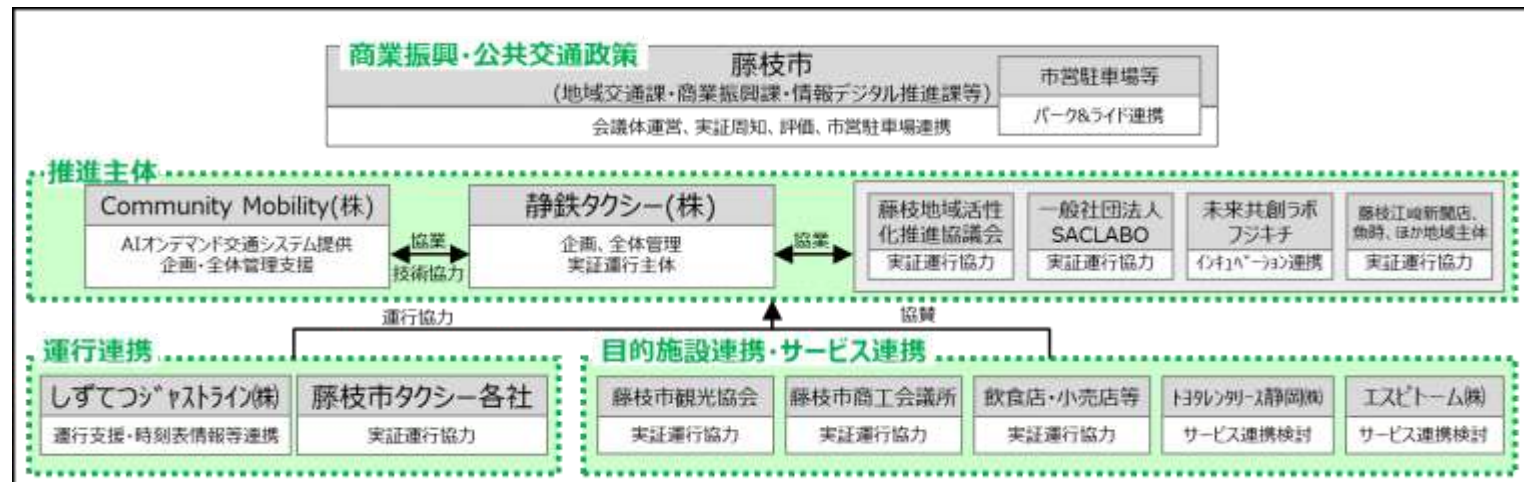 商業振興・公共交通政策
藤枝市
(地域交通課・商業振興課・情報デジタル推進課等)
会議体運営、実証周知、評価、市営駐車場連携
市営駐車場等
パーク&ライド連携
推進主体
Community Mobility(株)
AIオンデマンド交通システム提供
企画・全体管理支援
協業
技術協力
静鉄タクシー(株)
企画、全体管理
実証運行主体
協業
藤枝地域活性
化推進協議会
実証運行協力
一般社団法人
SACLABO
実証運行協力
未来共創ラボ
フジキチ
インキュベーション連携
藤枝江崎新聞店、
魚時、ほか地域主体
実証運行協力
運行協力
協賛
運行連携
しずてつジャストライン(株)
運行支援・時刻表情報等連携
藤枝市タクシー各社
実証運行協力
目的施設連携・サービス連携
藤枝市観光協会
実証運行協力
藤枝市商工会議所
実証運行協力
飲食店・小売店等
実証運行協力
トヨタレンタリース静岡(株)
サービス連携検討
エスピトーム(株)
サービス連携検討